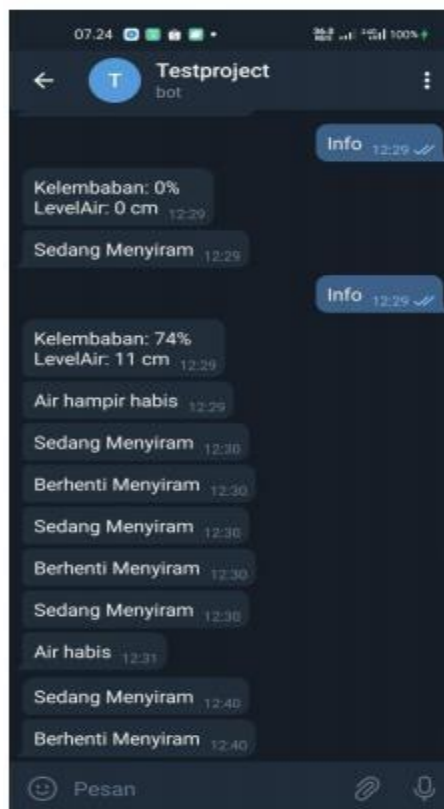 07.24
100%
T
Testproject
bot
Info 12:29
Kelembaban: 0%
LevelAir: 0 cm 12:29
Sedang Menyiram 12:29
Info 12:29
Kelembaban: 74%
LevelAir: 11 cm 12:29
Air hampir habis 12:29
Sedang Menyiram 12:30
Berhenti Menyiram 12:30
Sedang Menyiram 12:30
Berhenti Menyiram 12:30
Sedang Menyiram 12:30
Air habis 12:31
Sedang Menyiram 12:40
Berhenti Menyiram 12:40
Pesan